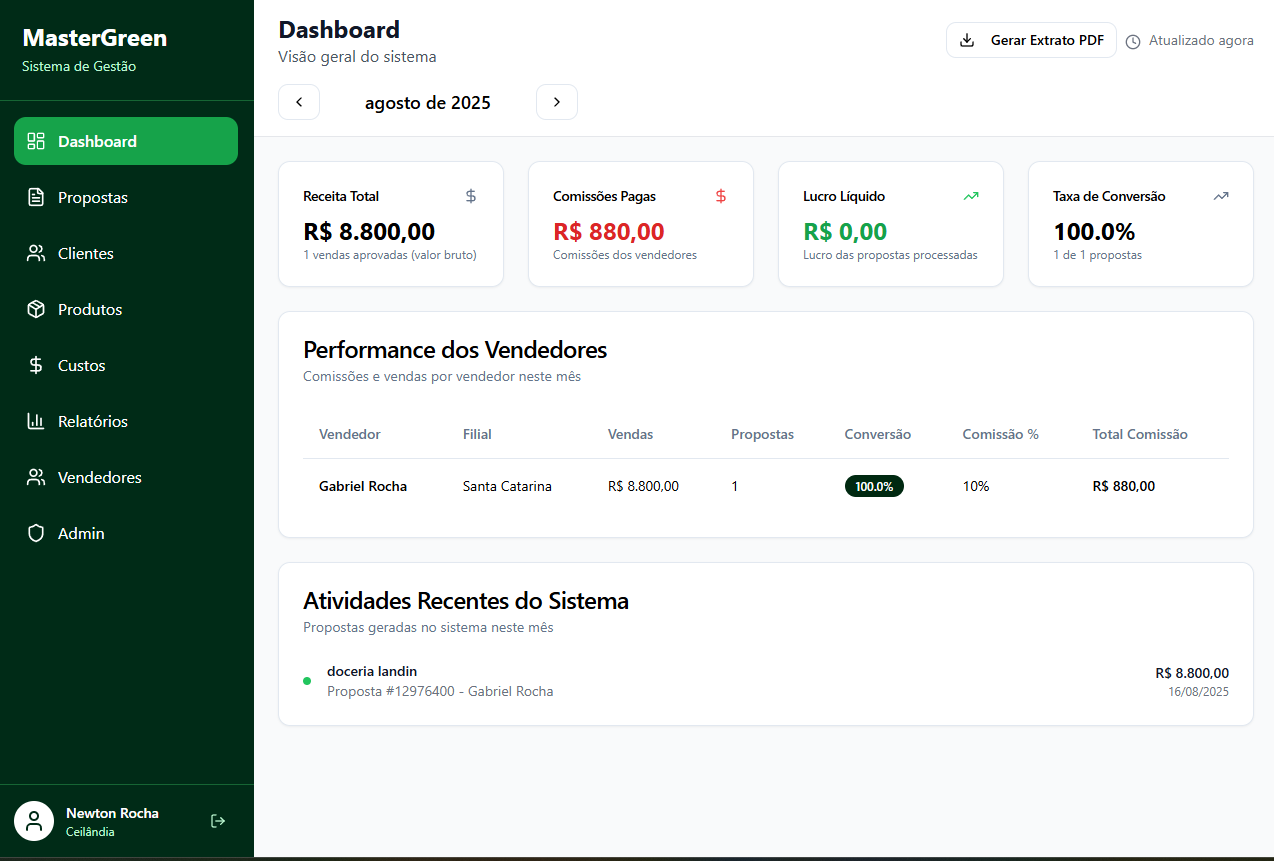 MasterGreen
Sistema de Gestão
Dashboard
Propostas
Clientes
Produtos
Custos
Relatórios
Vendedores
Admin
Newton Rocha
Ceilândia
Dashboard
Visão geral do sistema
Gerar Extrato PDF
Atualizado agora
agosto de 2025
Receita Total $
R$ 8.800,00
1 vendas aprovadas (valor bruto)
Comissões Pagas $
R$ 880,00
Comissões dos vendedores
Lucro Líquido
R$ 0,00
Lucro das propostas processadas
Taxa de Conversão
100.0%
1 de 1 propostas
Performance dos Vendedores
Comissões e vendas por vendedor neste mês
Vendedor Filial Vendas Propostas Conversão Comissão % Total Comissão
Gabriel Rocha Santa Catarina R$ 8.800,00 1 100.0% 10% R$ 880,00
Atividades Recentes do Sistema
Propostas geradas no sistema neste mês
doceria landin R$ 8.800,00
Proposta #12976400 - Gabriel Rocha 16/08/2025